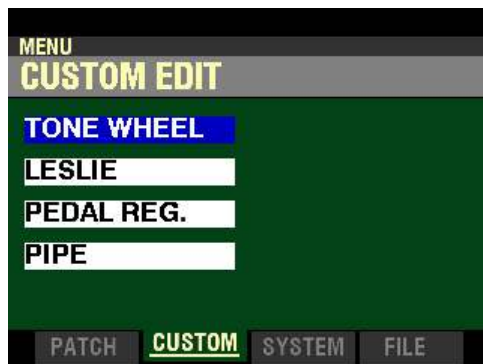 MENU
CUSTOM EDIT
TONE WHEEL
LESLIE
PEDAL REG.
PIPE
PATCH CUSTOM SYSTEM FILE